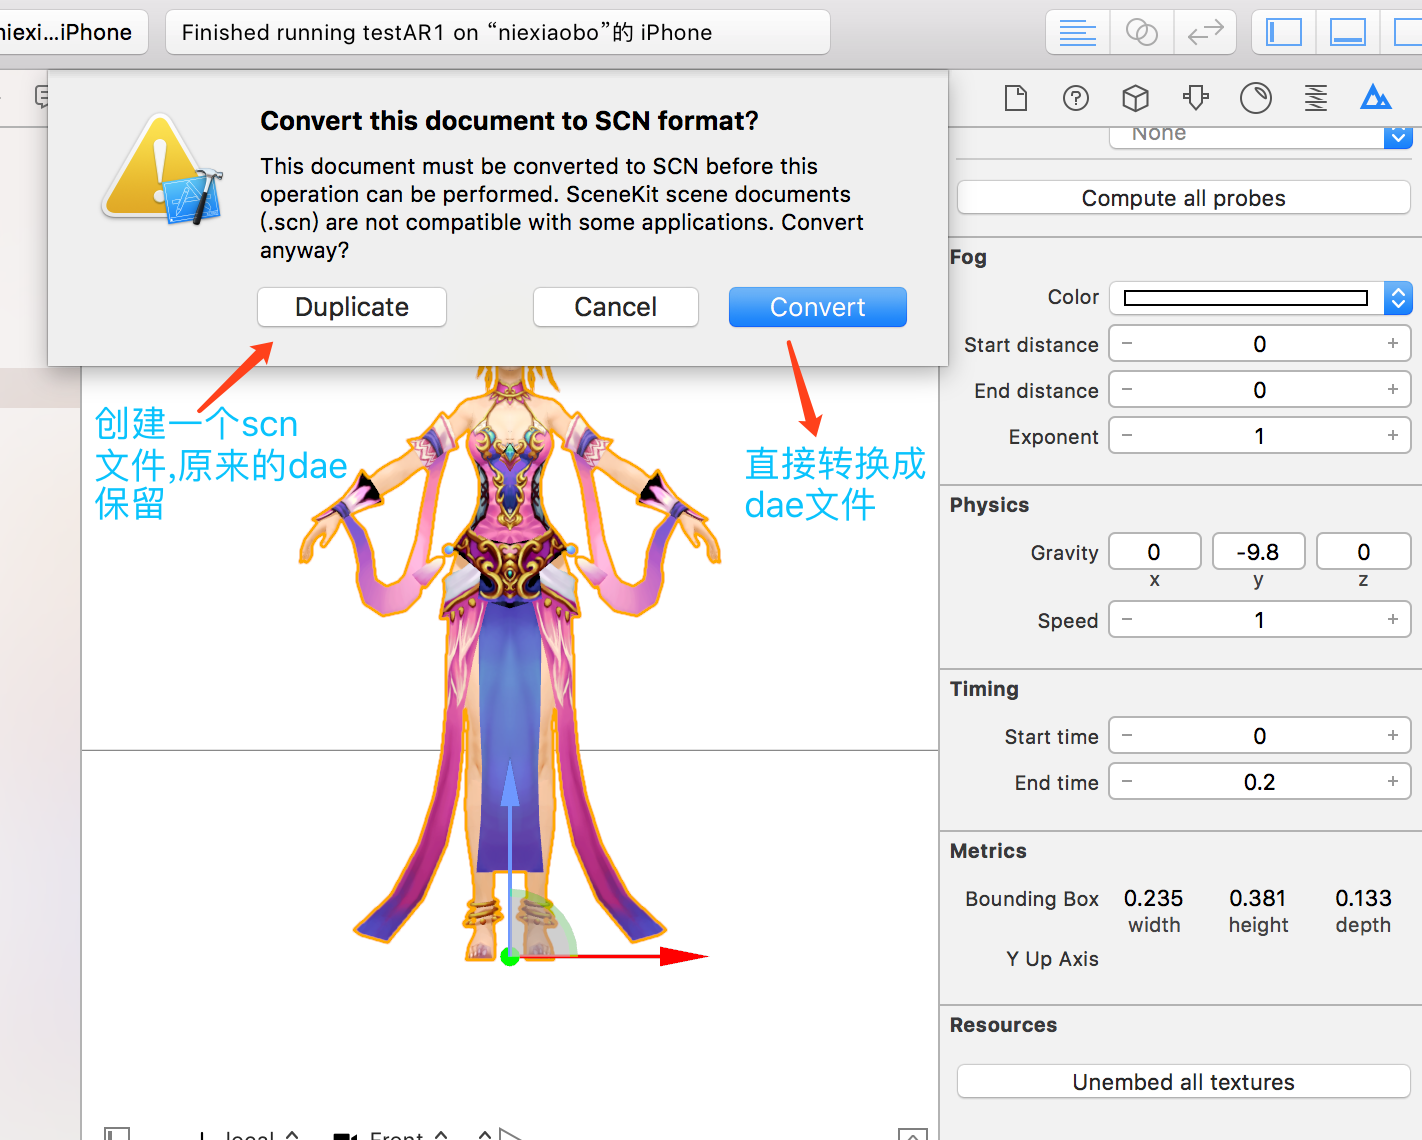 niexi...iPhone
Finished running testAR1 on “niexiaobo”的 iPhone
Convert this document to SCN format?
This document must be converted to SCN before this
operation can be performed. SceneKit scene documents
(.scn) are not compatible with some applications. Convert
anyway?
Duplicate
Cancel
Convert
创建一个scn
文件,原来的dae
保留
直接转换成
dae文件
None
Compute all probes
Fog
Color
Start distance
− 0 +
End distance
− 0 +
Exponent
− 1 +
Physics
Gravity
0 -9.8 0
x y z
Speed
− 1 +
Timing
Start time
− 0 +
End time
− 0.2 +
Metrics
Bounding Box 0.235 0.381 0.133
width height depth
Y Up Axis
Resources
Unembed all textures
local
Front